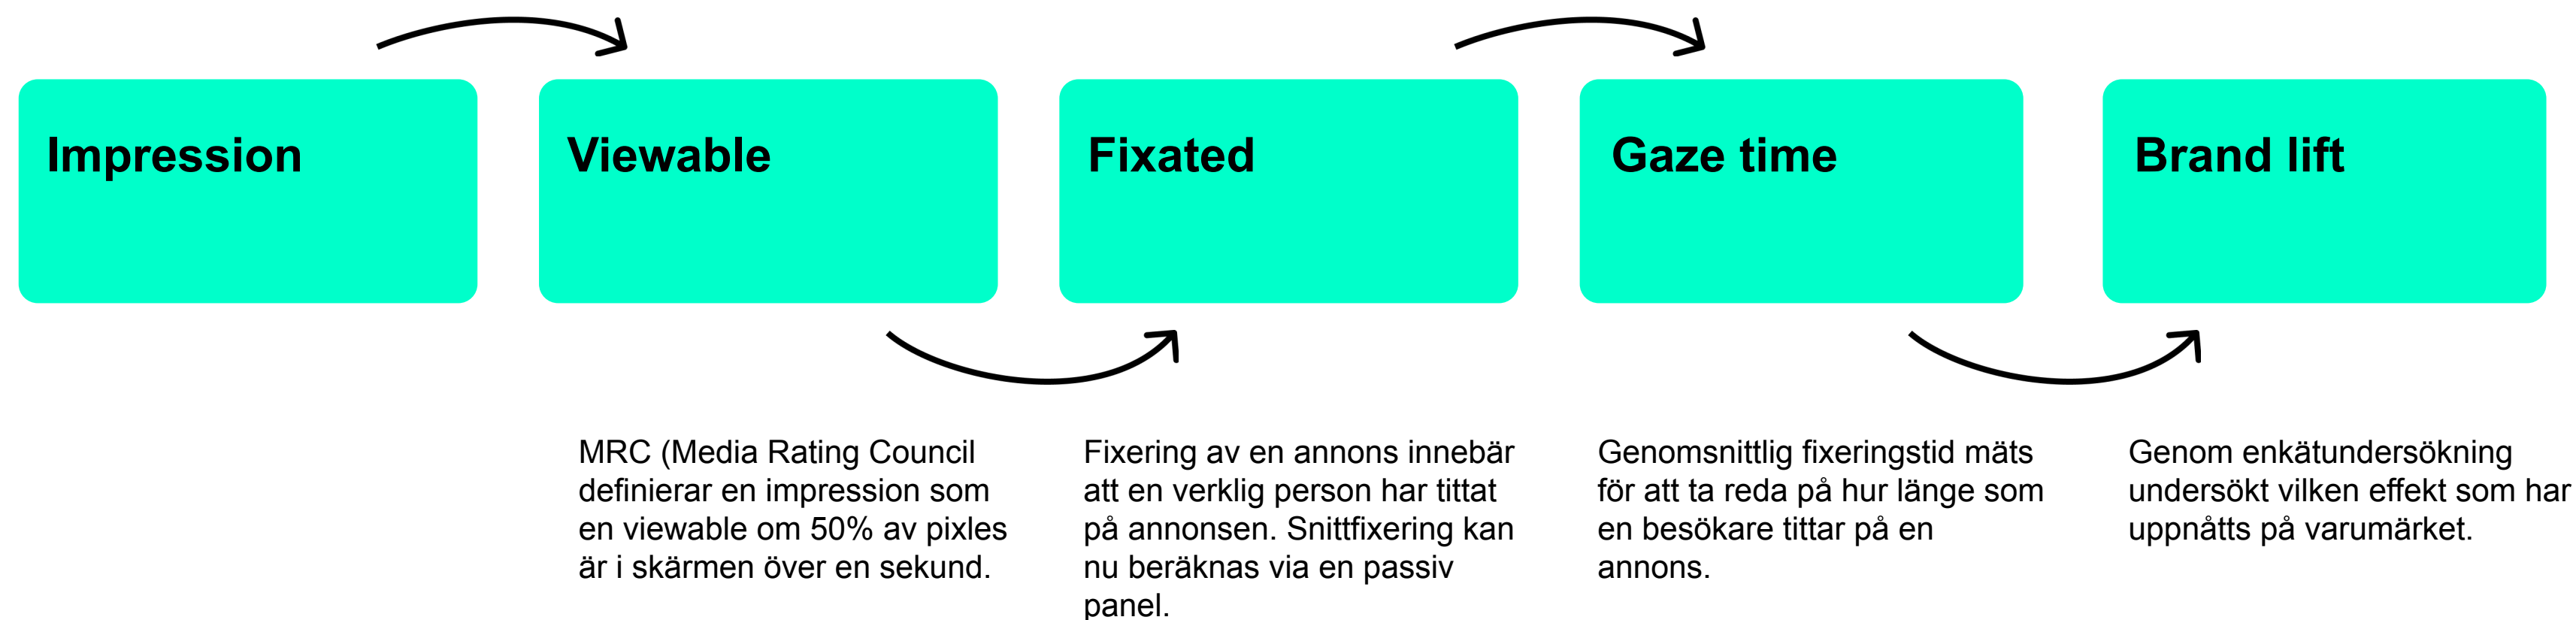 Impression
Viewable
Fixated
Gaze time
Brand lift
MRC (Media Rating Council
definierar en impression som
en viewable om 50% av pixles
är i skärmen över en sekund.
Fixering av en annons innebär
att en verklig person har tittat
på annonsen. Snittfixering kan
nu beräknas via en passiv
panel.
Genomsnittlig fixeringstid mäts
för att ta reda på hur länge som
en besökare tittar på en
annons.
Genom enkätundersökning
undersökt vilken effekt som har
uppnåtts på varumärket.